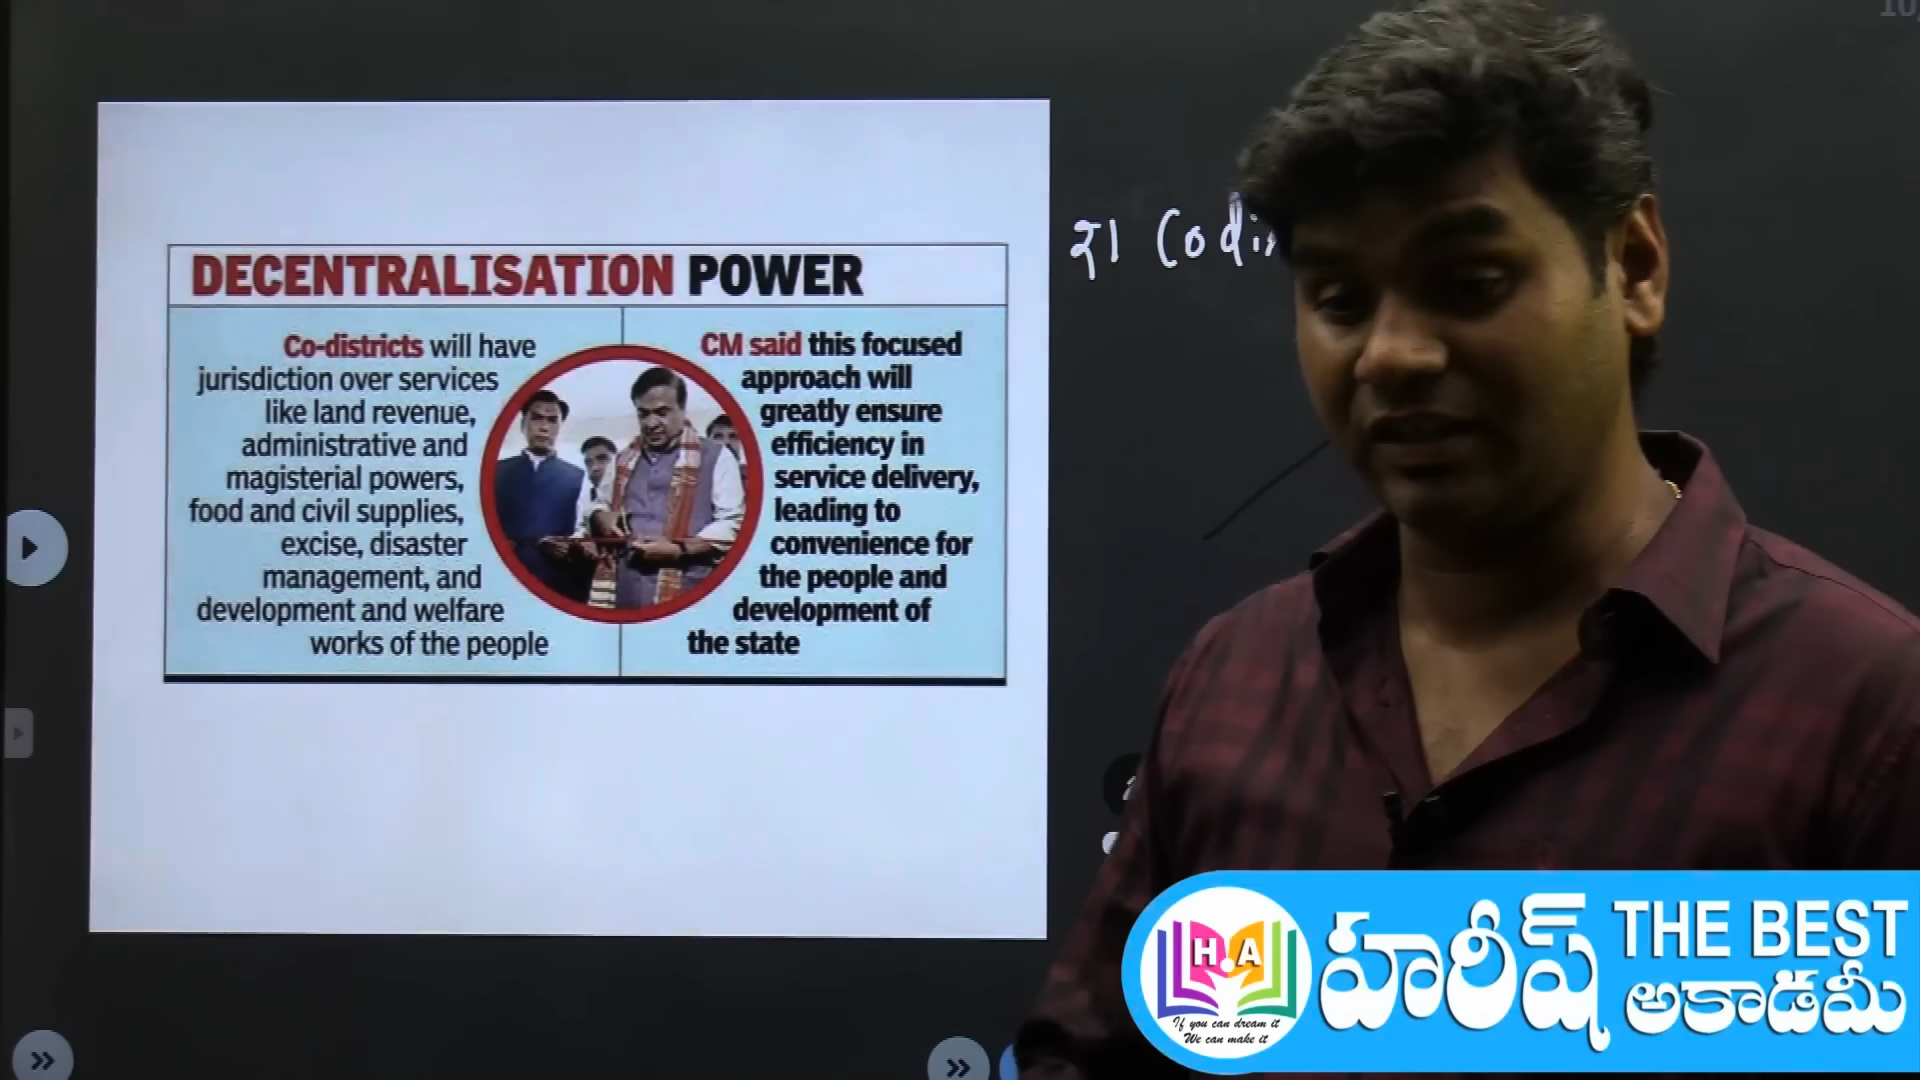 DECENTRALISATION POWER
Co-districts will have
jurisdiction over services
like land revenue,
administrative and
magisterial powers,
food and civil supplies,
excise, disaster
management, and
development and welfare
works of the people
CM said this focused
approach will
greatly ensure
efficiency in
service delivery,
leading to
convenience for
the people and
development of
the state
Codi
H.A
If you can dream it
We can make it
హరీష్
THE BEST
అకాడమీ